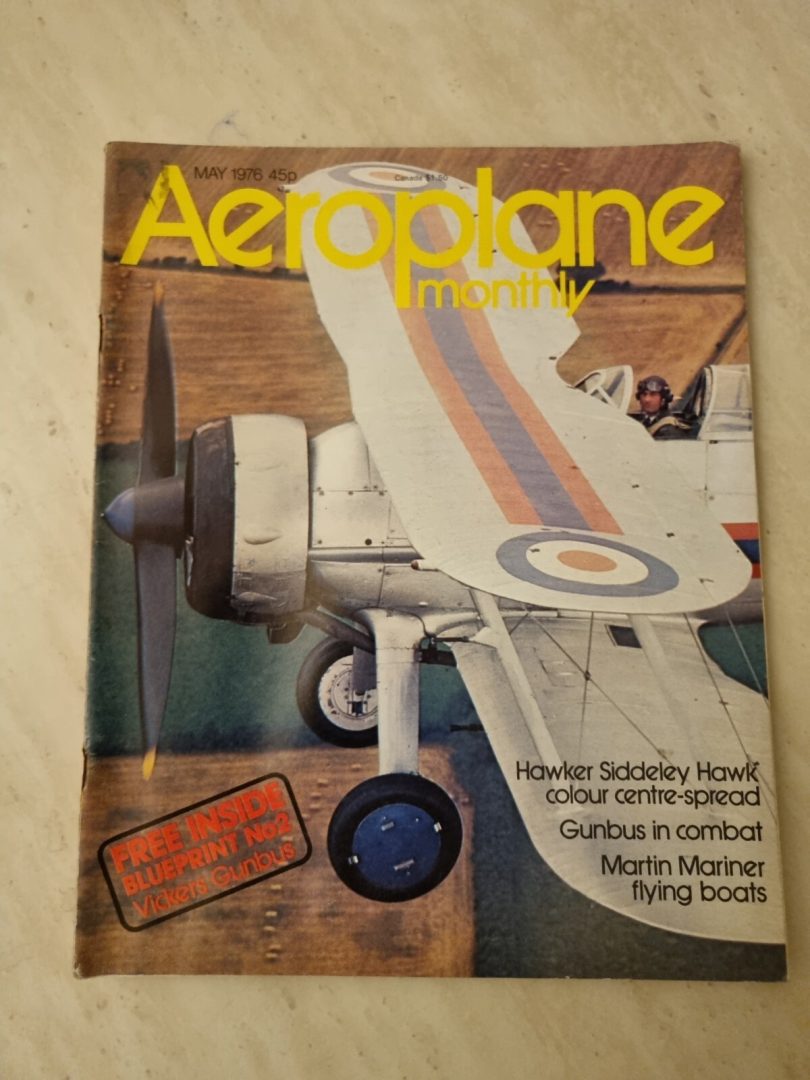 MAY 1976 45p
Canada $1.50
Aeroplane
monthly
Hawker Siddeley Hawk
colour centre-spread
Gunbus in combat
Martin Mariner
flying boats
FREE INSIDE
BLUEPRINT No2
Vickers Gunbus